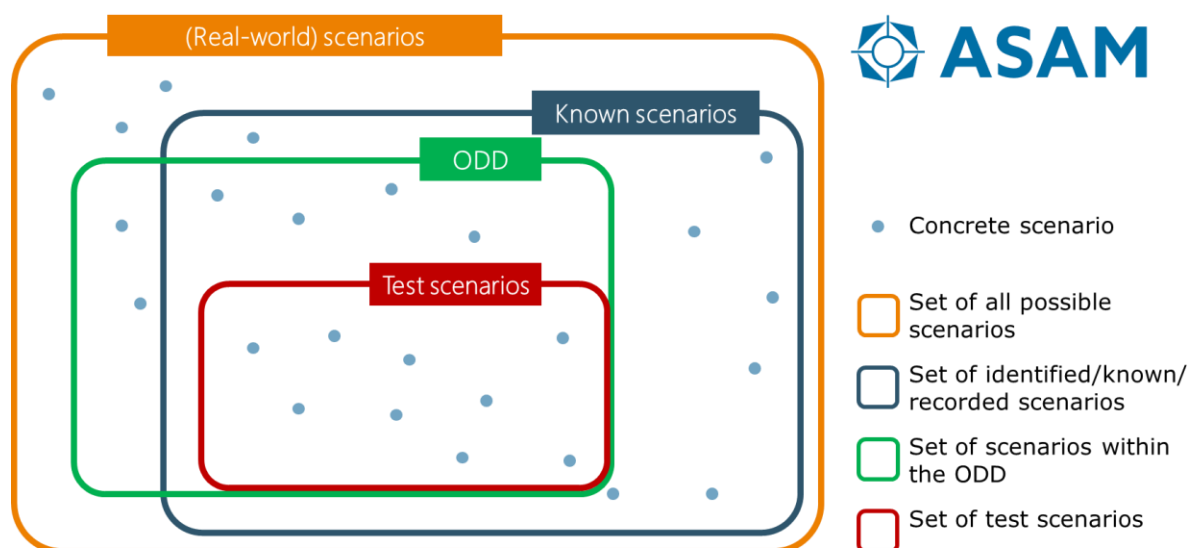 (Real-world) scenarios
ASAM
Known scenarios
ODD
Test scenarios
Concrete scenario
Set of all possible
scenarios
Set of identified/known/
recorded scenarios
Set of scenarios within
the ODD
Set of test scenarios